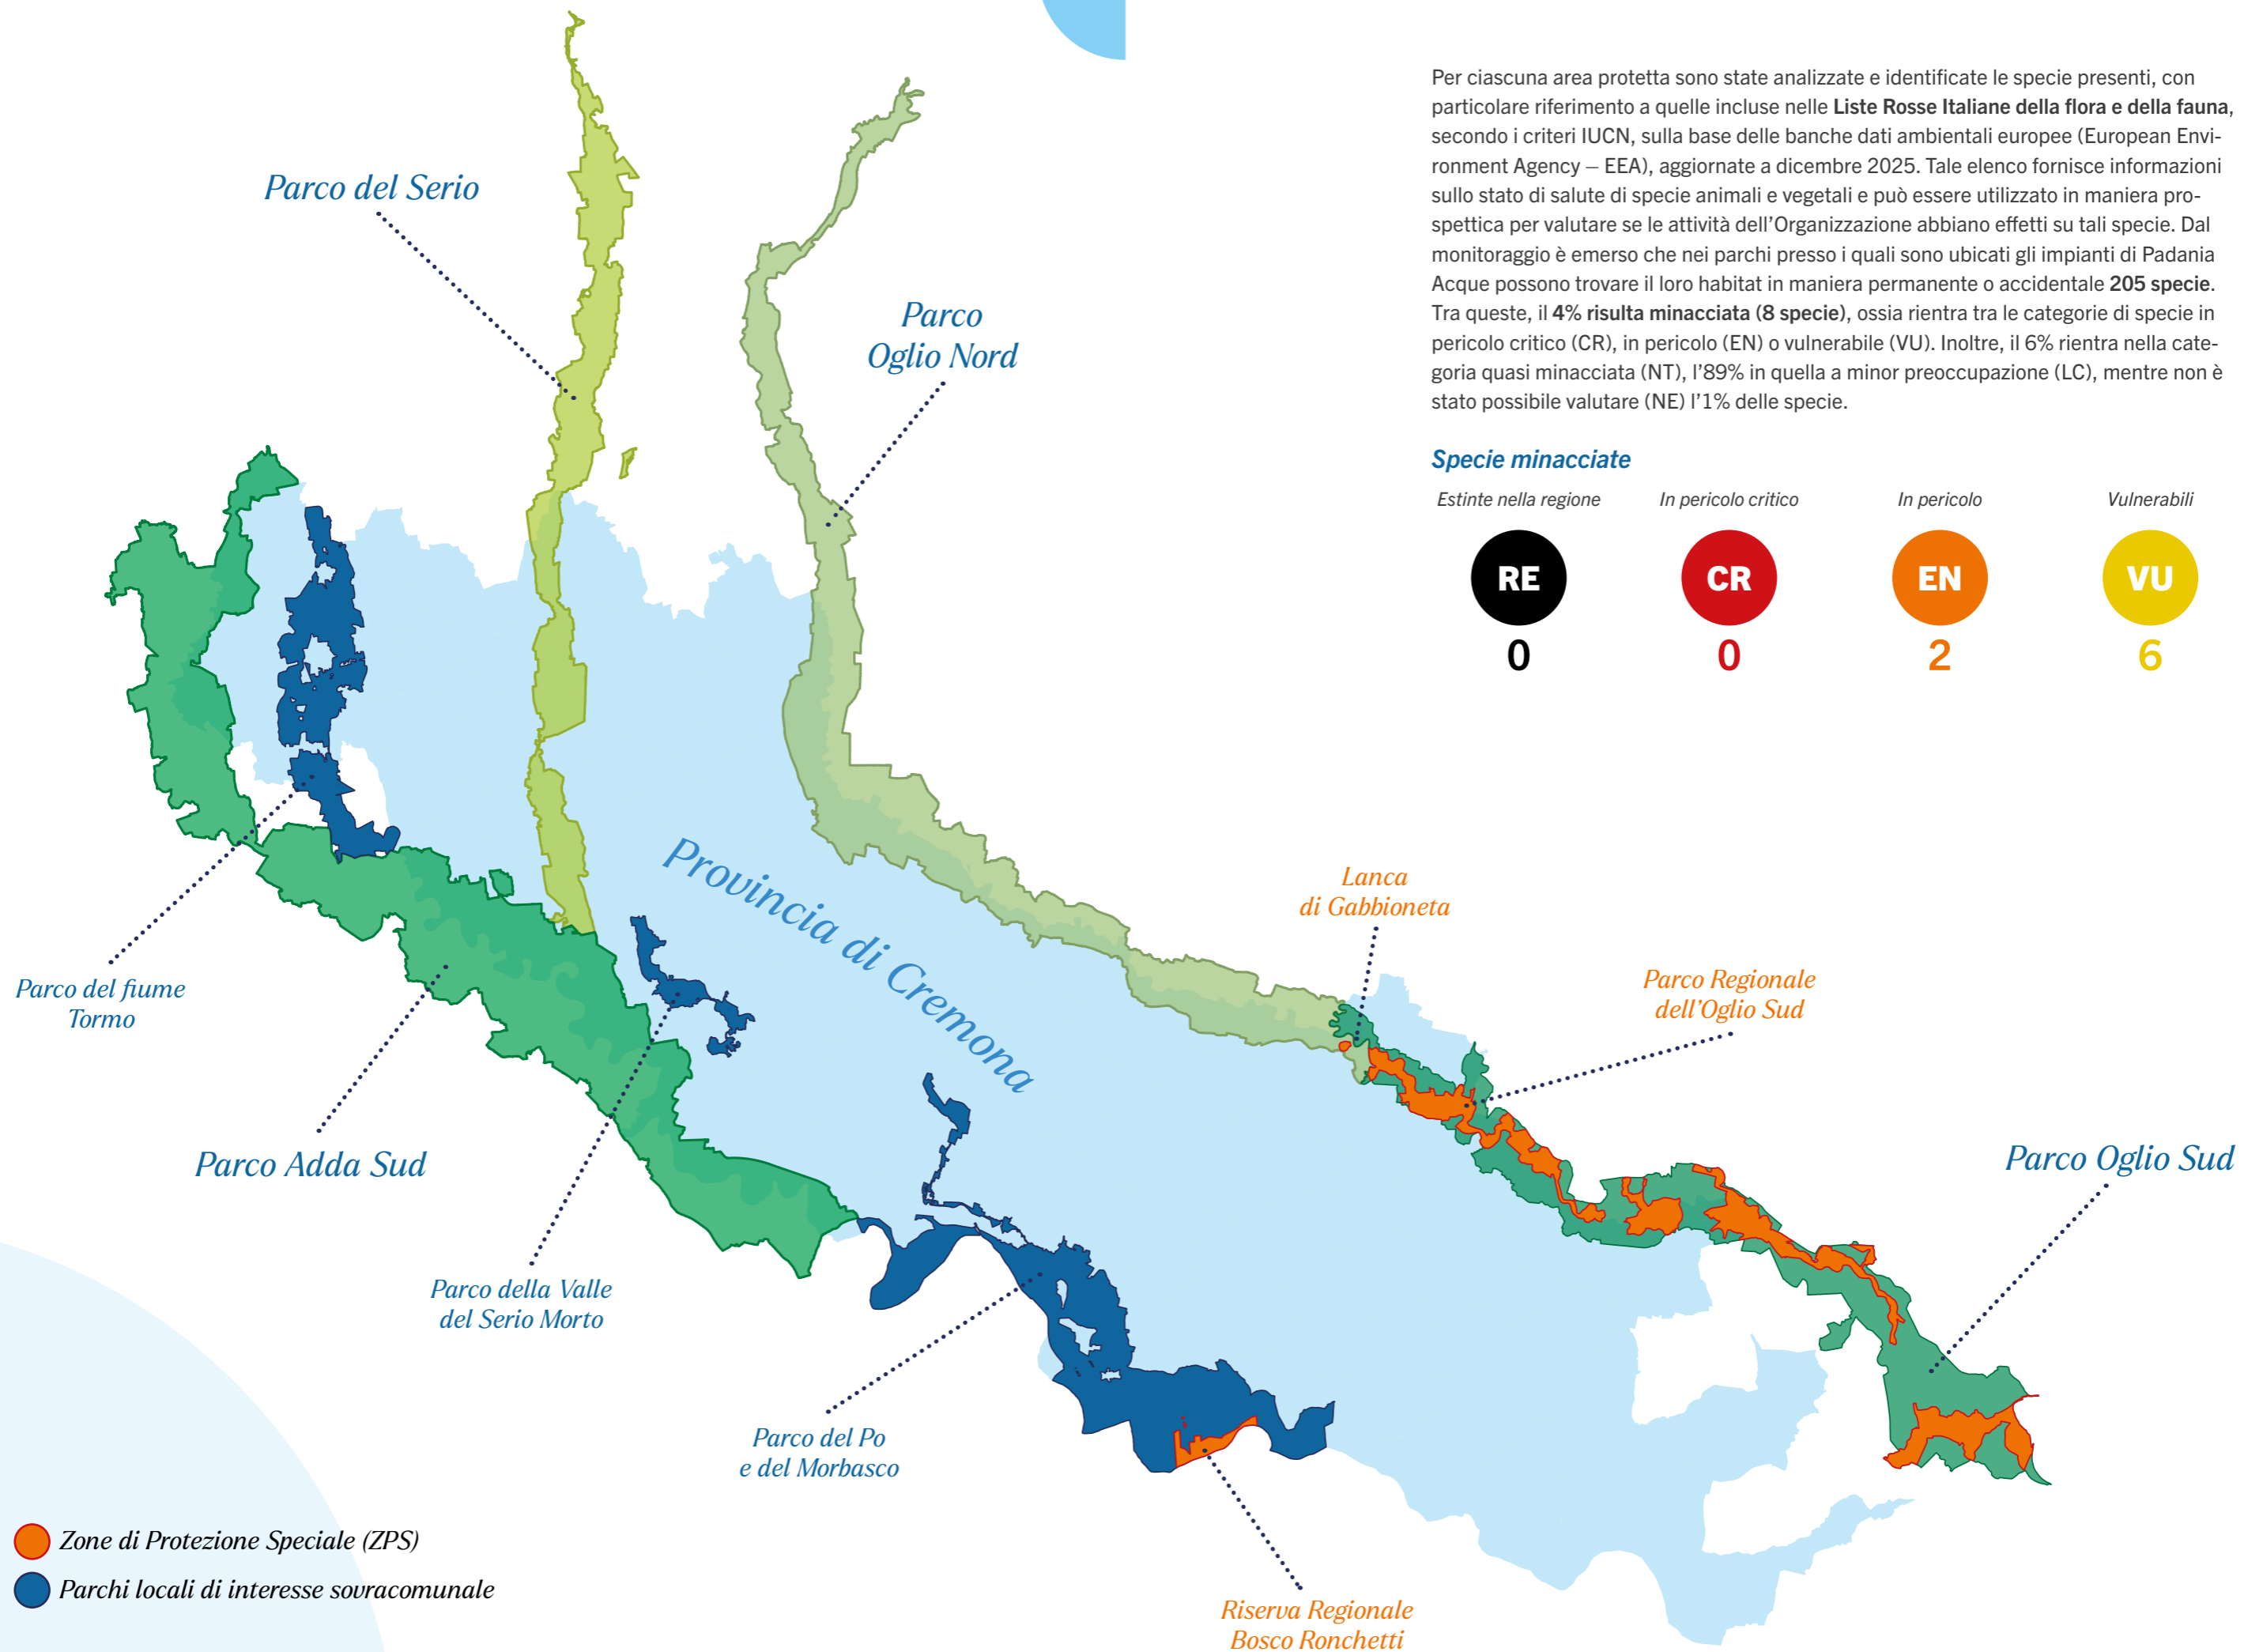 Per ciascuna area protetta sono state analizzate e identificate le specie presenti, con
particolare riferimento a quelle incluse nelle Liste Rosse Italiane della flora e della fauna,
secondo i criteri IUCN, sulla base delle banche dati ambientali europee (European Envi-
ronment Agency – EEA), aggiornate a dicembre 2025. Tale elenco fornisce informazioni
sullo stato di salute di specie animali e vegetali e può essere utilizzato in maniera pro-
spettica per valutare se le attività dell'Organizzazione abbiano effetti su tali specie. Dal
monitoraggio è emerso che nei parchi presso i quali sono ubicati gli impianti di Padania
Acque possono trovare il loro habitat in maniera permanente o accidentale 205 specie.
Tra queste, il 4% risulta minacciata (8 specie), ossia rientra tra le categorie di specie in
pericolo critico (CR), in pericolo (EN) o vulnerabile (VU). Inoltre, il 6% rientra nella cate-
goria quasi minacciata (NT), l'89% in quella a minor preoccupazione (LC), mentre non è
stato possibile valutare (NE) l'1% delle specie.
Specie minacciate
Estinte nella regione
In pericolo critico
In pericolo
Vulnerabili
RE
CR
EN
VU
0
0
2
6
Parco del Serio
Parco
Oglio Nord
Provincia di Cremona
Lanca
di Gabbioneta
Parco Regionale
dell'Oglio Sud
Parco del fiume
Tormo
Parco Adda Sud
Parco Oglio Sud
Parco della Valle
del Serio Morto
Parco del Po
e del Morbasco
Riserva Regionale
Bosco Ronchetti
Zone di Protezione Speciale (ZPS)
Parchi locali di interesse sovracomunale